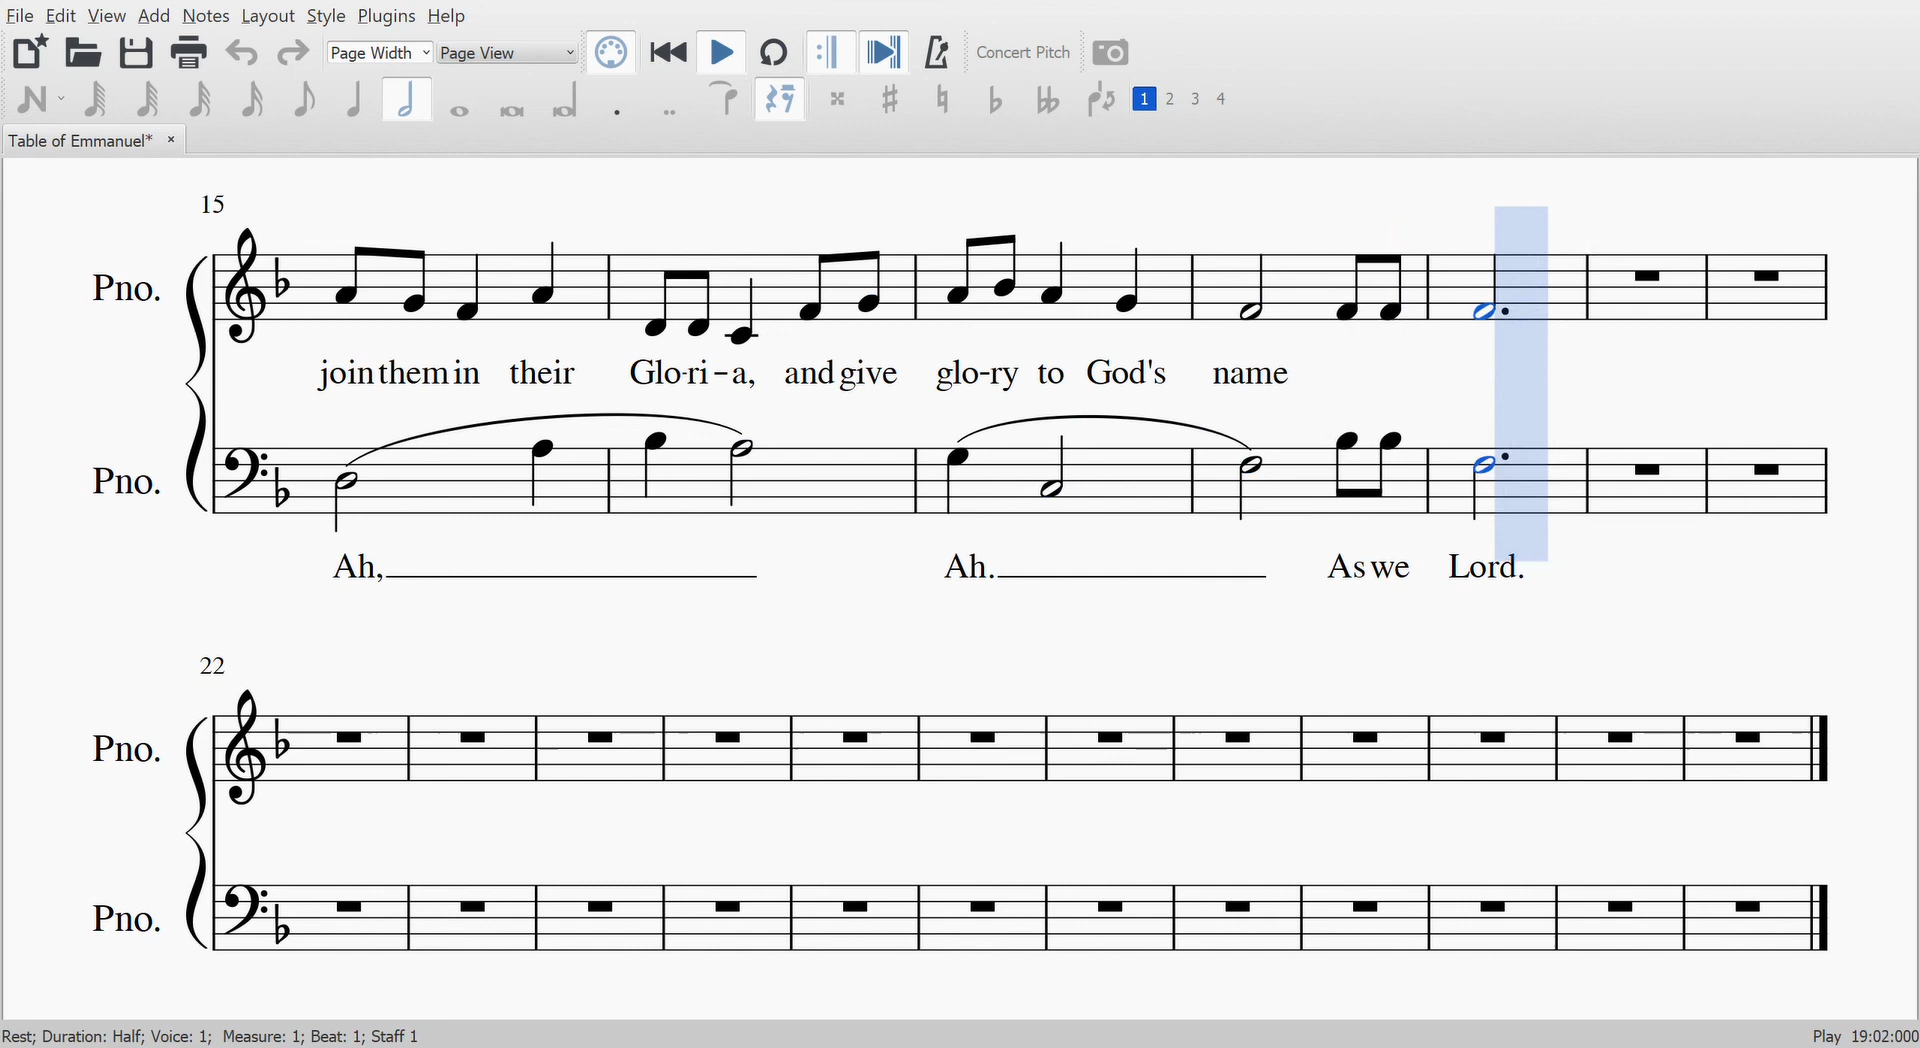 File Edit View Add Notes Layout Style Plugins Help
Page Width Page View Concert Pitch
1 2 3 4
Table of Emmanuel* ×
15
Pno.
join them in their Glo-ri-a, and give glo-ry to God's name
Pno.
Ah, Ah. As we Lord.
22
Pno.
Pno.
Rest; Duration: Half; Voice: 1; Measure: 1; Beat: 1; Staff 1 Play 19:02:000